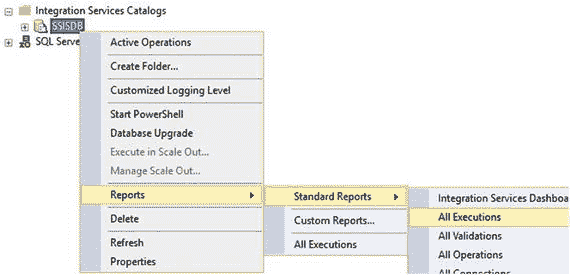 Integration Services Catalogs
SSISDB
SQL Serve
Active Operations
Create Folder...
Customized Logging Level
Start PowerShell
Database Upgrade
Execute in Scale Out...
Manage Scale Out...
Reports
Delete
Refresh
Properties
Standard Reports
Custom Reports...
All Executions
Integration Services Dashboa
All Executions
All Validations
All Operations
All Connections